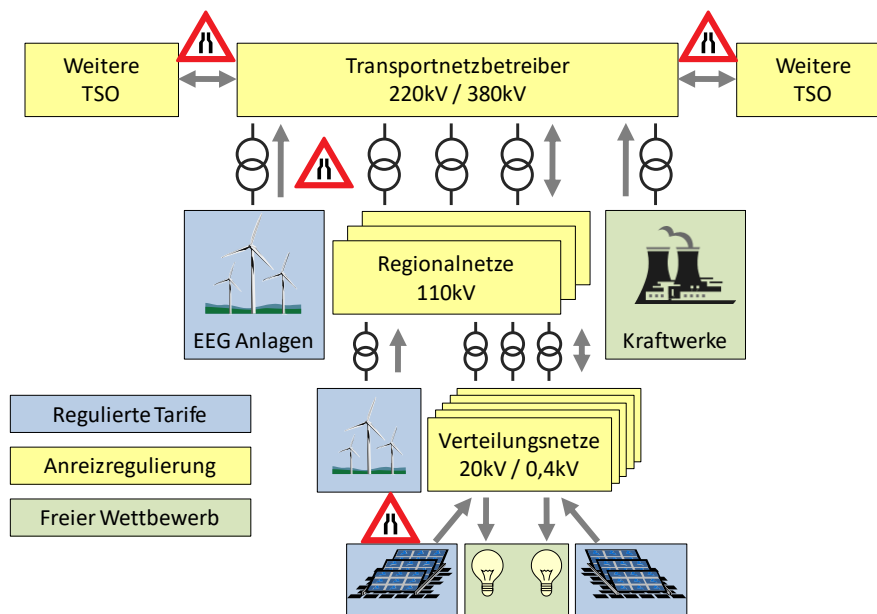 Weitere
TSO
Transportnetzbetreiber
220kV / 380kV
Weitere
TSO
EEG Anlagen
Regionalnetze
110kV
Kraftwerke
Regulierte Tarife
Anreizregulierung
Freier Wettbewerb
Verteilungsnetze
20kV / 0,4kV